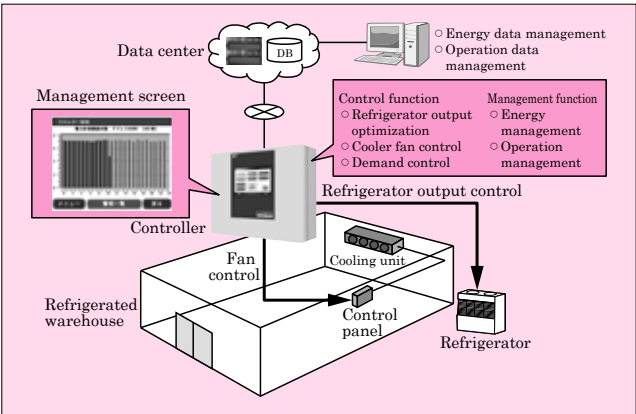 Data center
DB
○ Energy data management
○ Operation data
management
Management screen
Control function
○ Refrigerator output
optimization
○ Cooler fan control
○ Demand control
Management function
○ Energy
management
○ Operation
management
Controller
Refrigerator output control
Fan
control
Cooling unit
Refrigerated
warehouse
Control
panel
Refrigerator